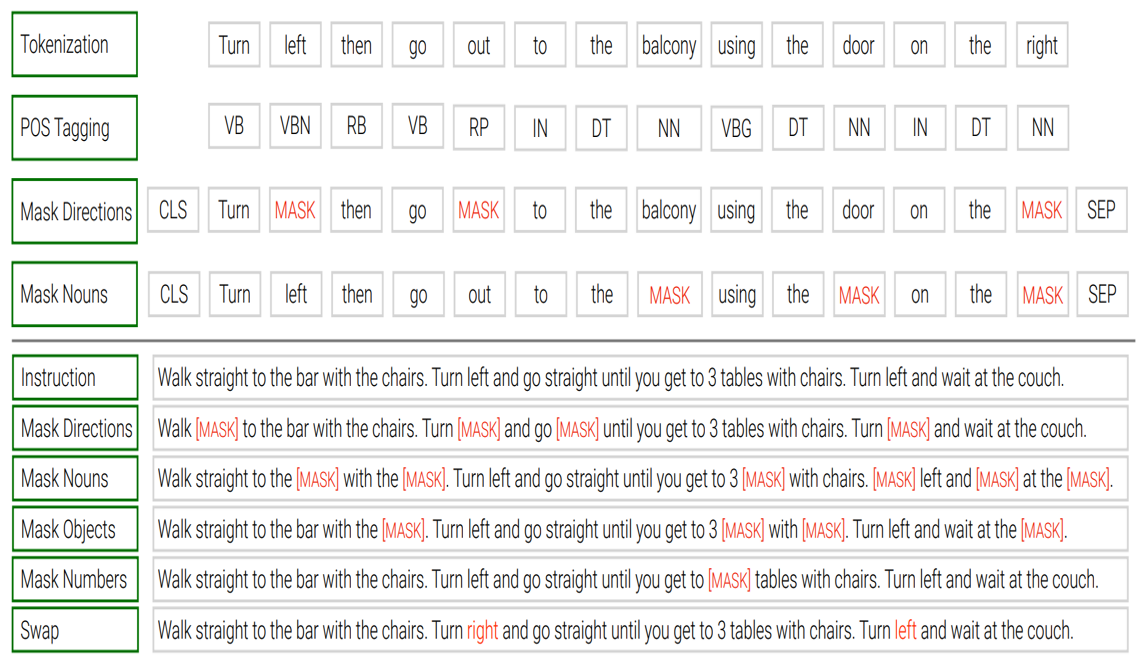 Tokenization Turn left then go out to the balcony using the door on the right
POS Tagging VB VBN RB VB RP IN DT NN VBG DT NN IN DT NN
Mask Directions CLS Turn MASK then go MASK to the balcony using the door on the MASK SEP
Mask Nouns CLS Turn left then go out to the MASK using the MASK on the MASK SEP
Instruction Walk straight to the bar with the chairs. Turn left and go straight until you get to 3 tables with chairs. Turn left and wait at the couch.
Mask Directions Walk [MASK] to the bar with the chairs. Turn [MASK] and go [MASK] until you get to 3 tables with chairs. Turn [MASK] and wait at the couch.
Mask Nouns Walk straight to the [MASK] with the [MASK]. Turn left and go straight until you get to 3 [MASK] with chairs. [MASK] left and [MASK] at the [MASK].
Mask Objects Walk straight to the bar with the [MASK]. Turn left and go straight until you get to 3 [MASK] with [MASK]. Turn left and wait at the [MASK].
Mask Numbers Walk straight to the bar with the chairs. Turn left and go straight until you get to [MASK] tables with chairs. Turn left and wait at the couch.
Swap Walk straight to the bar with the chairs. Turn right and go straight until you get to 3 tables with chairs. Turn left and wait at the couch.